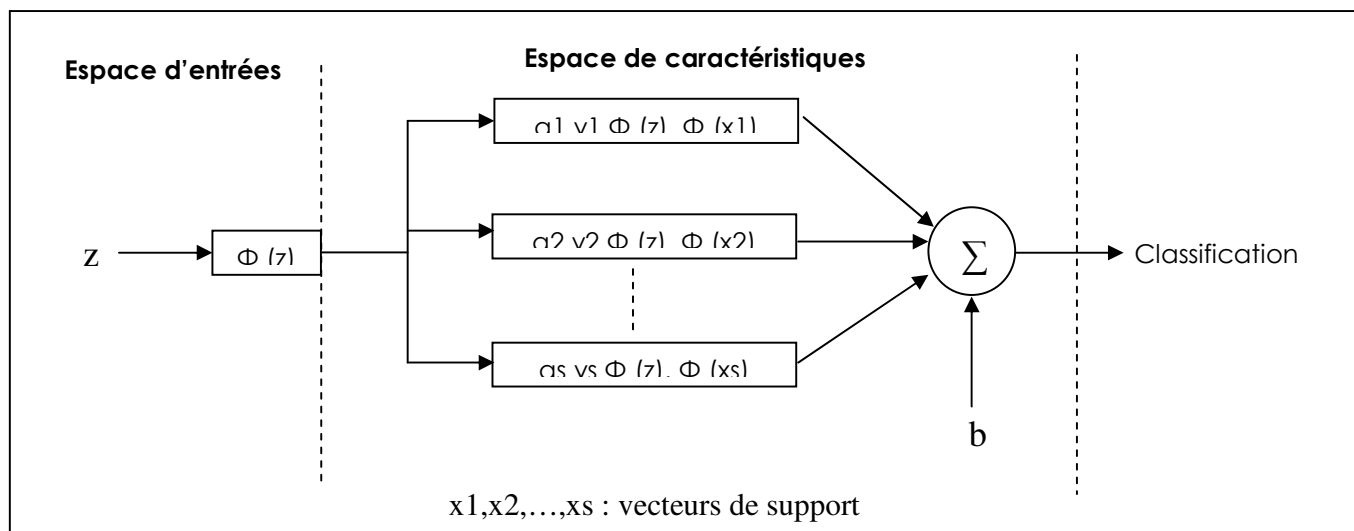 Espace d'entrées
Espace de caractéristiques
α1 y1 Φ (z). Φ (x1)
α2 y2 Φ (z). Φ (x2)
αs ys Φ (z). Φ (xs)
z
Φ (z)
∑
Classification
b
x1,x2,…,xs : vecteurs de support